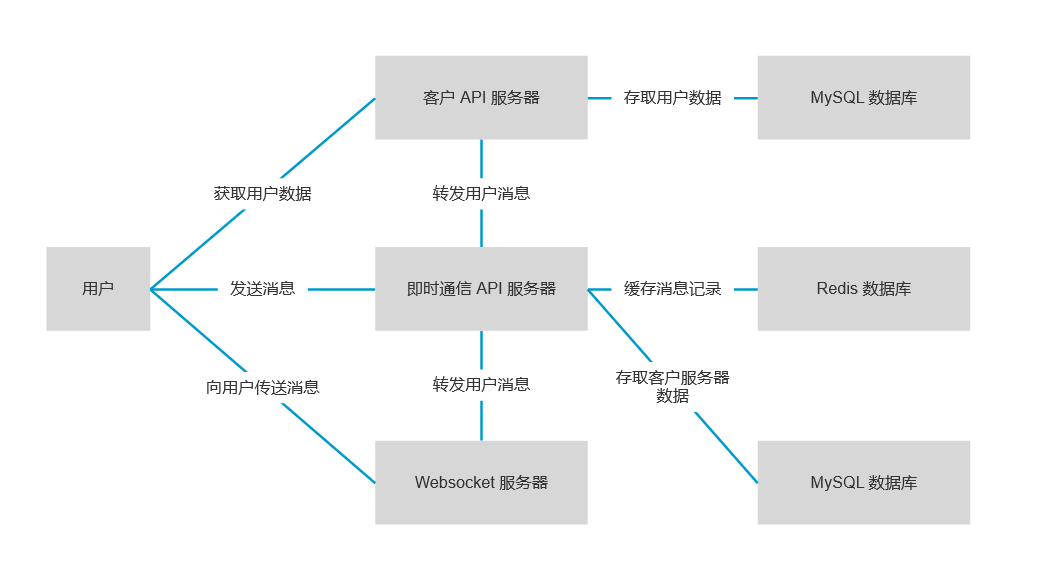 客户 API 服务器
存取用户数据
MySQL 数据库
获取用户数据
转发用户消息
用户
发送消息
即时通信 API 服务器
缓存消息记录
Redis 数据库
向用户传送消息
转发用户消息
存取客户服务器
数据
Websocket 服务器
MySQL 数据库